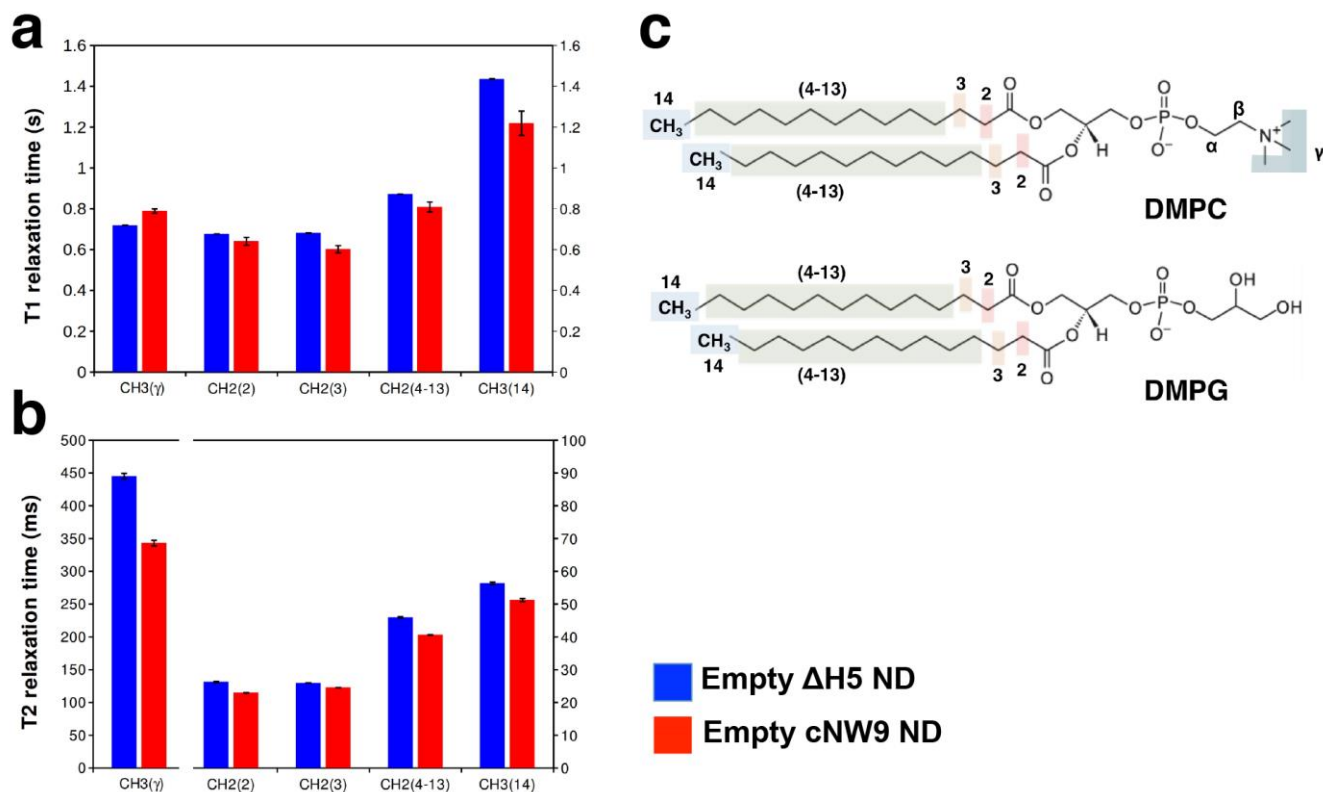 a
T1 relaxation time (s)
1.6
1.4
1.2
1
0.8
0.6
0.4
0.2
0
1.6
1.4
1.2
1
0.8
0.6
0.4
0.2
0
CH3(γ) CH2(2) CH2(3) CH2(4-13) CH3(14)
b
T2 relaxation time (ms)
500
450
400
350
300
250
200
150
100
50
0
100
90
80
70
60
50
40
30
20
10
0
CH3(γ) CH2(2) CH2(3) CH2(4-13) CH3(14)
c
(4-13) 3 2
14
CH3
O
O
O
P
O
O⁻
O
α
β
N+
γ
H
O
O
CH3
14
(4-13)
3 2
DMPC
(4-13) 3 2
14
CH3
O
O
O
P
O
O⁻
O
OH
OH
H
O
O
CH3
14
(4-13)
3 2
DMPG
Empty ΔH5 ND
Empty cNW9 ND